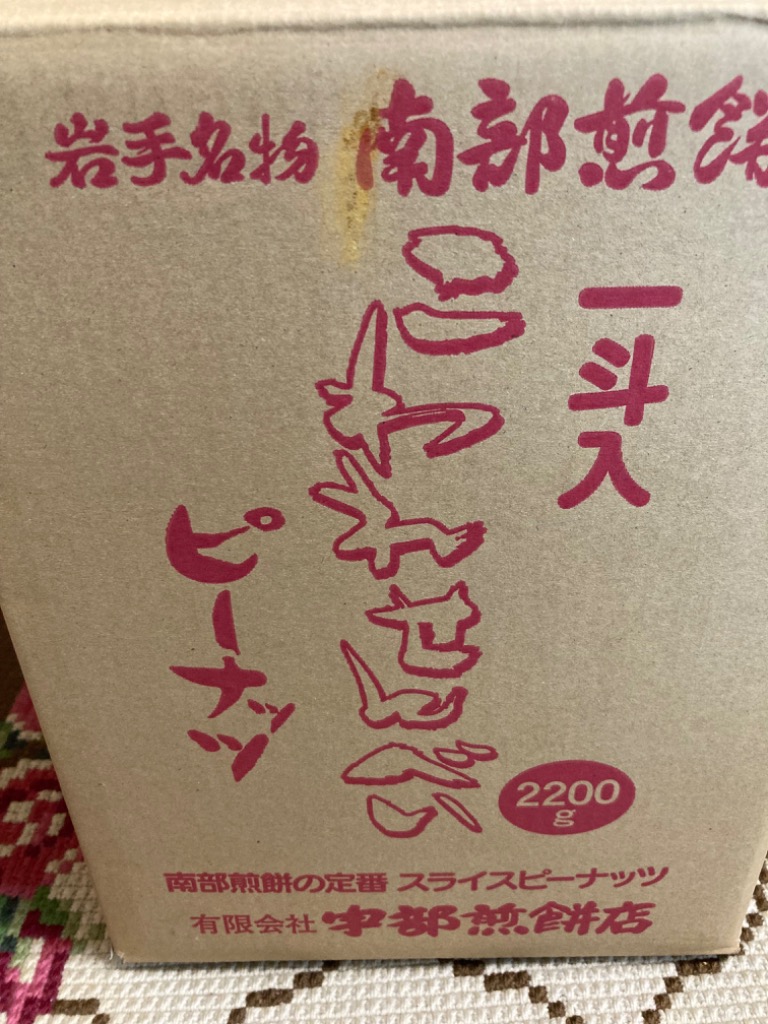 岩手名物 南部煎餅
一斗入
こわれせんべい
ピーナッツ
2200
g
南部煎餅の定番 スライスピーナッツ
有限会社 宇部煎餅店